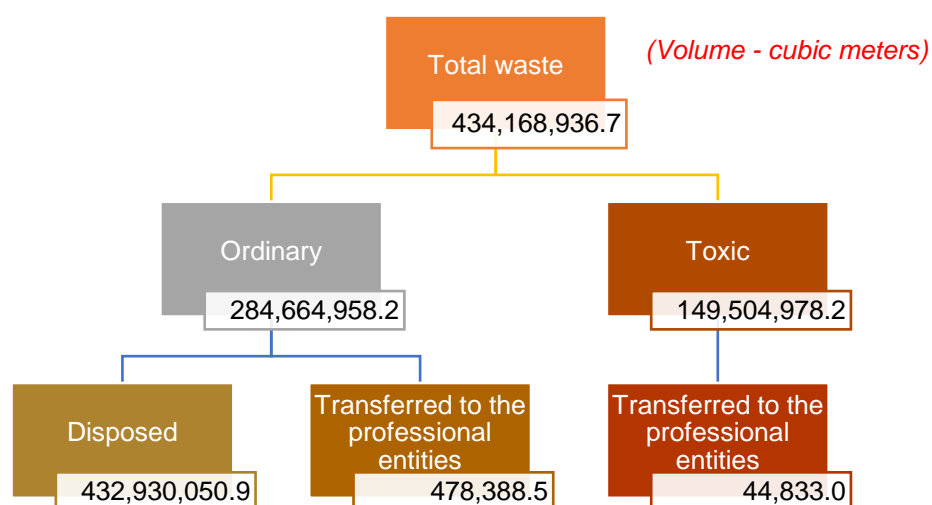 Total waste
(Volume - cubic meters)
434,168,936.7
Ordinary
284,664,958.2
Toxic
149,504,978.2
Disposed
432,930,050.9
Transferred to the
professional
entities
478,388.5
Transferred to the
professional
entities
44,833.0